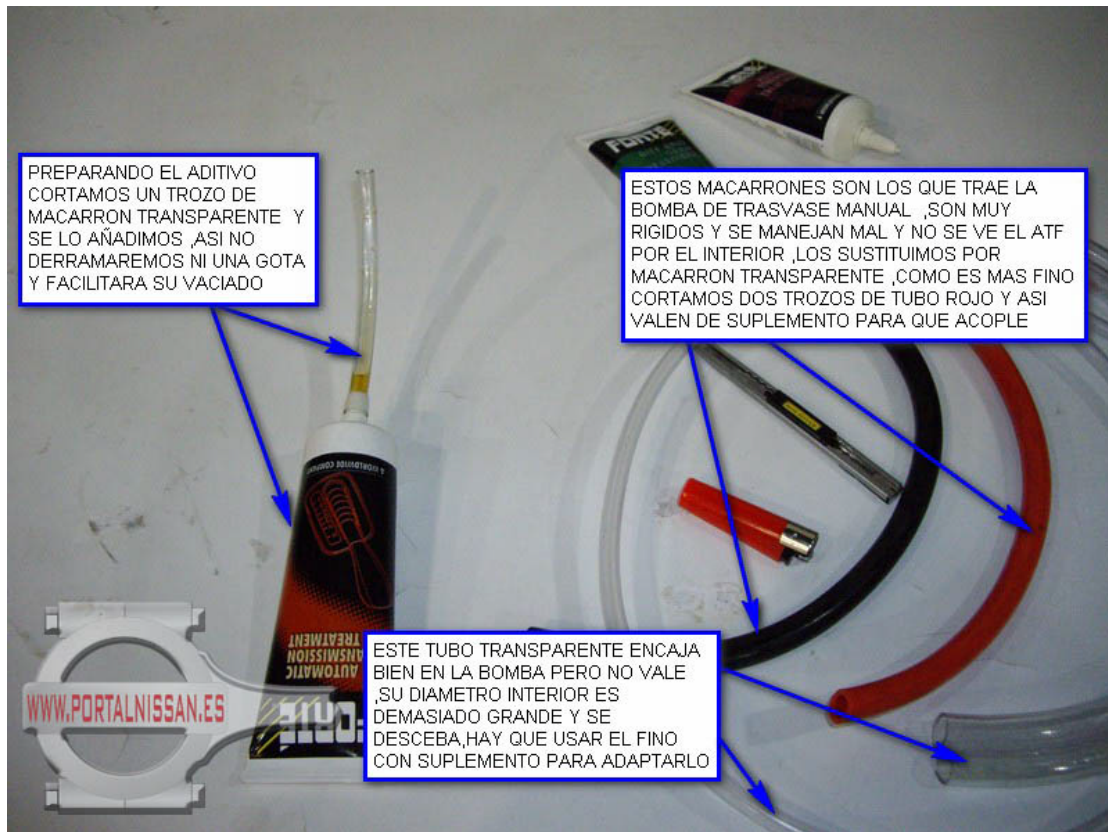 PREPARANDO EL ADITIVO
CORTAMOS UN TROZO DE
MACARRON TRANSPARENTE Y
SE LO AÑADIMOS ,ASI NO
DERRAMAREMOS NI UNA GOTA
Y FACILITARA SU VACIADO
FORTÉ
ESTOS MACARRONES SON LOS QUE TRAE LA
BOMBA DE TRASVASE MANUAL ,SON MUY
RIGIDOS Y SE MANEJAN MAL Y NO SE VE EL ATF
POR EL INTERIOR ,LOS SUSTITUIMOS POR
MACARRON TRANSPARENTE ,COMO ES MAS FINO
CORTAMOS DOS TROZOS DE TUBO ROJO Y ASI
VALEN DE SUPLEMENTO PARA QUE ACOPLE
A WORLDWIDE COMPANY
FORTÉ
AUTOMATIC
TRANSMISSION
TREATMENT
ESTE TUBO TRANSPARENTE ENCAJA
BIEN EN LA BOMBA PERO NO VALE
,SU DIAMETRO INTERIOR ES
DEMASIADO GRANDE Y SE
DESCEBA,HAY QUE USAR EL FINO
CON SUPLEMENTO PARA ADAPTARLO
WWW.PORTALNISSAN.ES